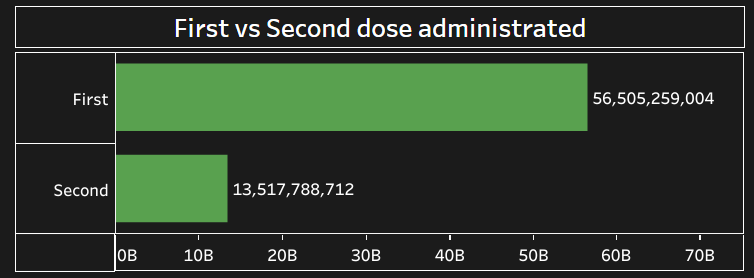 First vs Second dose administrated
First 56,505,259,004
Second 13,517,788,712
0B 10B 20B 30B 40B 50B 60B 70B